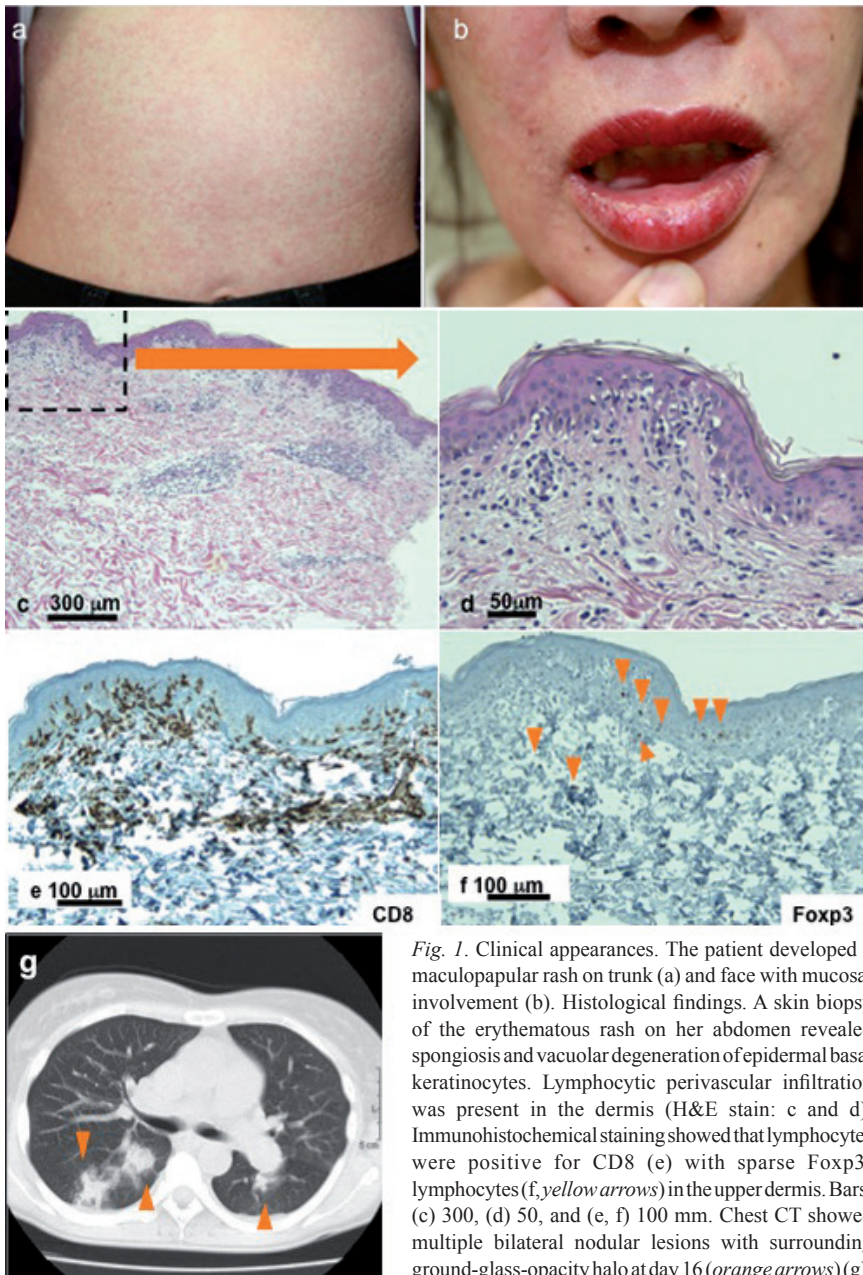 a
b
c 300 µm
d 50µm
e 100 µm
CD8
f 100 µm
Foxp3
g
Fig. 1. Clinical appearances. The patient developed
maculopapular rash on trunk (a) and face with mucosa
involvement (b). Histological findings. A skin biops
of the erythematous rash on her abdomen reveale
spongiosis and vacuolar degeneration of epidermal basa
keratinocytes. Lymphocytic perivascular infiltration
was present in the dermis (H&E stain: c and d)
Immunohistochemical staining showed that lymphocyte
were positive for CD8 (e) with sparse Foxp3
lymphocytes (f, yellow arrows) in the upper dermis. Bars
(c) 300, (d) 50, and (e, f) 100 mm. Chest CT showe
multiple bilateral nodular lesions with surroundin
ground-glass-opacity halo at day 16 (orange arrows) (g